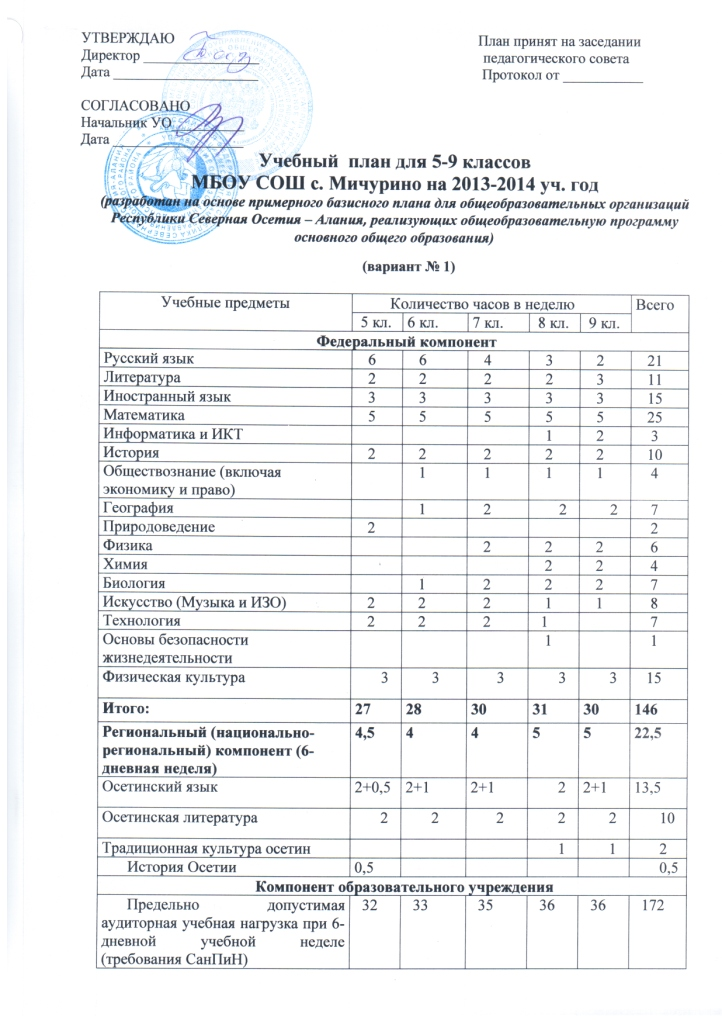 УТВЕРЖДАЮ
Директор _______________
Дата ___________________
План принят на заседании
педагогического совета
Протокол от ___________
СОГЛАСОВАНО
Начальник УО_________
Дата _________________
Учебный план для 5-9 классов
МБОУ СОШ с. Мичурино на 2013-2014 уч. год
(разработан на основе примерного базисного плана для общеобразовательных организаций
Республики Северная Осетия – Алания, реализующих общеобразовательную программу
основного общего образования)
(вариант № 1)
Учебные предметы Количество часов в неделю Всего
5 кл. 6 кл. 7 кл. 8 кл. 9 кл.
Федеральный компонент
Русский язык 6 6 4 3 2 21
Литература 2 2 2 2 3 11
Иностранный язык 3 3 3 3 3 15
Математика 5 5 5 5 5 25
Информатика и ИКТ 1 2 3
История 2 2 2 2 2 10
Обществознание (включая
экономику и право) 1 1 1 1 4
География 1 2 2 2 7
Природоведение 2 2
Физика 2 2 2 6
Химия 2 2 4
Биология 1 2 2 2 7
Искусство (Музыка и ИЗО) 2 2 2 1 1 8
Технология 2 2 2 1 7
Основы безопасности
жизнедеятельности 1 1
Физическая культура 3 3 3 3 3 15
Итого: 27 28 30 31 30 146
Региональный (национально-
региональный) компонент (6-
дневная неделя) 4,5 4 4 5 5 22,5
Осетинский язык 2+0,5 2+1 2+1 2 2+1 13,5
Осетинская литература 2 2 2 2 2 10
Традиционная культура осетин 1 1 2
История Осетии 0,5 0,5
Компонент образовательного учреждения
Предельно допустимая
аудиторная учебная нагрузка при 6-
дневной учебной неделе
(требования СанПиН) 32 33 35 36 36 172